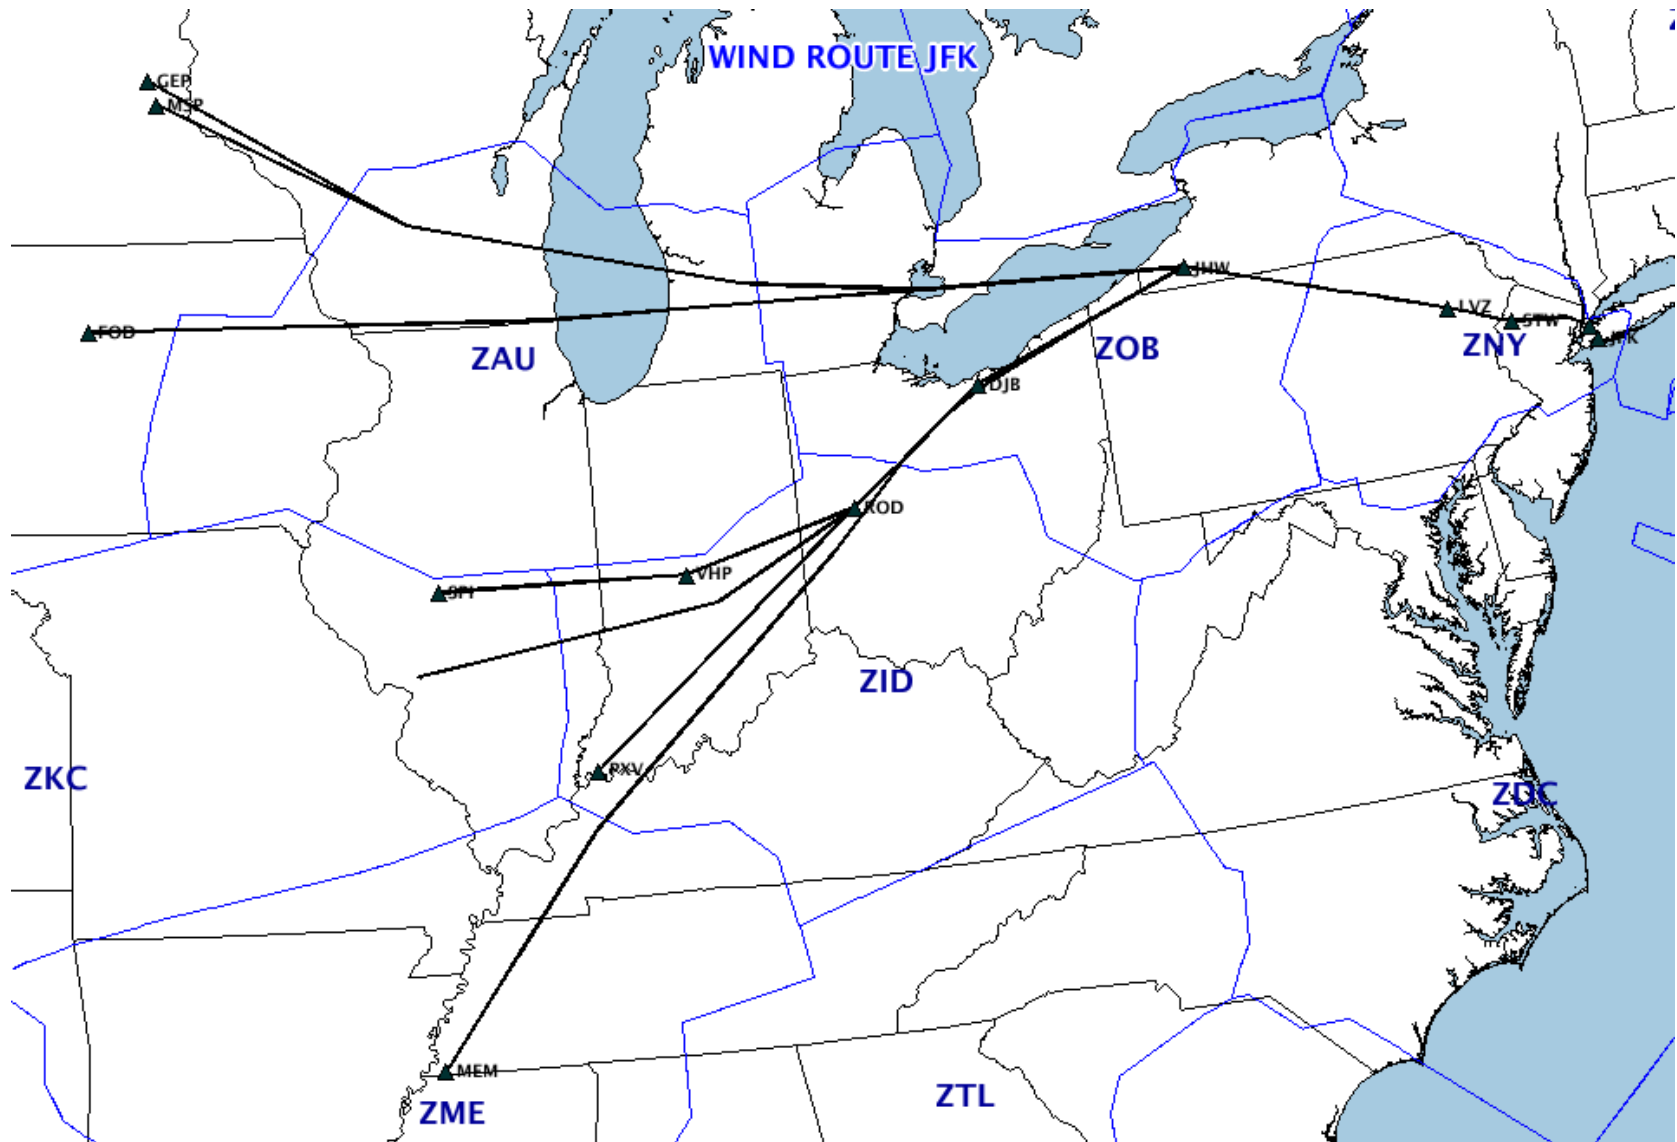 WIND ROUTE JFK
GEP
MSP
JHW
LVZ
STW
FOD
JFK
ZAU
ZOB
ZNY
DJB
ROD
VHP
SPI
ZID
PXV
ZKC
ZDC
MEM
ZME
ZTL